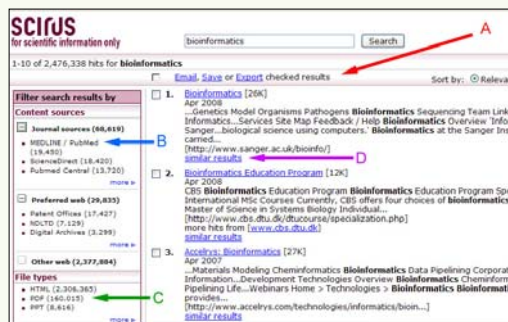 SCIRUS
for scientific information only
bioinformatics
Search
A
1-10 of 2,476,338 hits for bioinformatics
Email, Save or Export checked results
Sort by: Releva
Filter search results by
Content sources
Journal sources (68,619)
MEDLINE / PubMed
(19,450)
B
ScienceDirect (18,420)
Pubmed Central (13,720)
more
Preferred web (29,835)
Patent Offices (17,427)
NDLTD (7,129)
Digital Archives (3,299)
more
Other web (2,377,884)
File types
HTML (2,306,365)
PDF (160,015)
C
PPT (8,616)
more
1. Bioinformatics [26K]
Apr 2008
...Genetics Model Organisms Pathogens Bioinformatics Sequencing Team Link
Informatics...Services Site Map Feedback / Help Bioinformatics Overview 'Info
Sanger...biological science using computers.' Bioinformatics at the Sanger Ins
carried...
[http://www.sanger.ac.uk/bioinfo/]
similar results
D
2. Bioinformatics Education Program [12K]
Apr 2008
CBS Bioinformatics Education Program Bioinformatics Education Program Spe
International MSc Courses Currently, CBS offers four choices of bioinformatics
Master of Science in Systems Biology Individual...
[http://www.cbs.dtu.dk/dtucourse/specialization.php]
more hits from [www.cbs.dtu.dk]
similar results
3. Accelrys: Bioinformatics [27K]
Apr 2007
...Materials Modeling Cheminformatics Bioinformatics Data Pipelining Corporat
Information...Development Technologies Overview Bioinformatics Cheminform
Pipelining Life...Webinars Home > Technologies > Bioinformatics Bioinformati
provides...
[http://www.accelrys.com/technologies/informatics/bioin...]
similar results